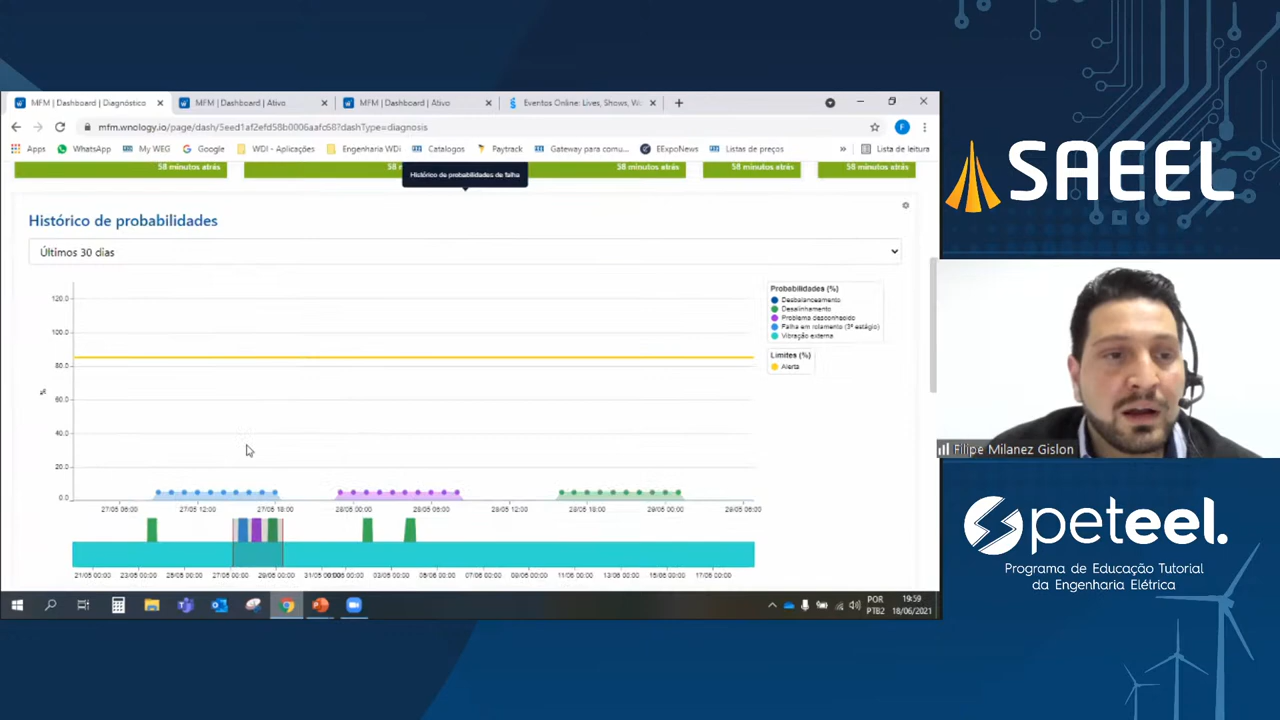 MFM | Dashboard | Diagnóstico
MFM | Dashboard | Ativo
MFM | Dashboard | Ativo
Eventos Online: Lives, Shows, W
mfm.wnology.io/page/dash/5eed1af2efd58b0006aafc68?dashType=diagnosis
F
Apps
WhatsApp
My WEG
Google
WDI - Aplicações
Engenharia WDI
Catalogos
Paytrack
Gateway para comu...
EExpoNews
Listas de preços
»
Lista de leitura
58 minutos atrás
58 m
58 minutos atrás
58 minutos atrás
58 minutos atrás
Histórico de probabilidades de falha
Histórico de probabilidades
Últimos 30 dias
120.0
100.0
80.0
60.0
40.0
20.0
0.0
%
27/05 06:00
27/05 12:00
27/05 18:00
28/05 00:00
28/05 06:00
28/05 12:00
28/05 18:00
29/05 00:00
29/05 06:00
Probabilidades (%)
Desbalanceamento
Desalinhamento
Problema desconhecido
Falha em rolamento (3º estágio)
Vibração externa
Limites (%)
Alerta
21/05 00:00
23/05 00:00
25/05 00:00
27/05 00:00
29/05 00:00
31/05 00:00
03/06 00:00
05/06 00:00
07/06 00:00
09/06 00:00
11/06 00:00
13/06 00:00
15/06 00:00
17/06 00:00
POR
PTB2
19:59
18/06/2021
SAEEL
Filipe Milanez Gislon
peteel.
Programa de Educação Tutorial
da Engenharia Elétrica